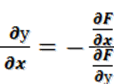 ∂y/∂x = − (∂F/∂x)/(∂F/∂y)